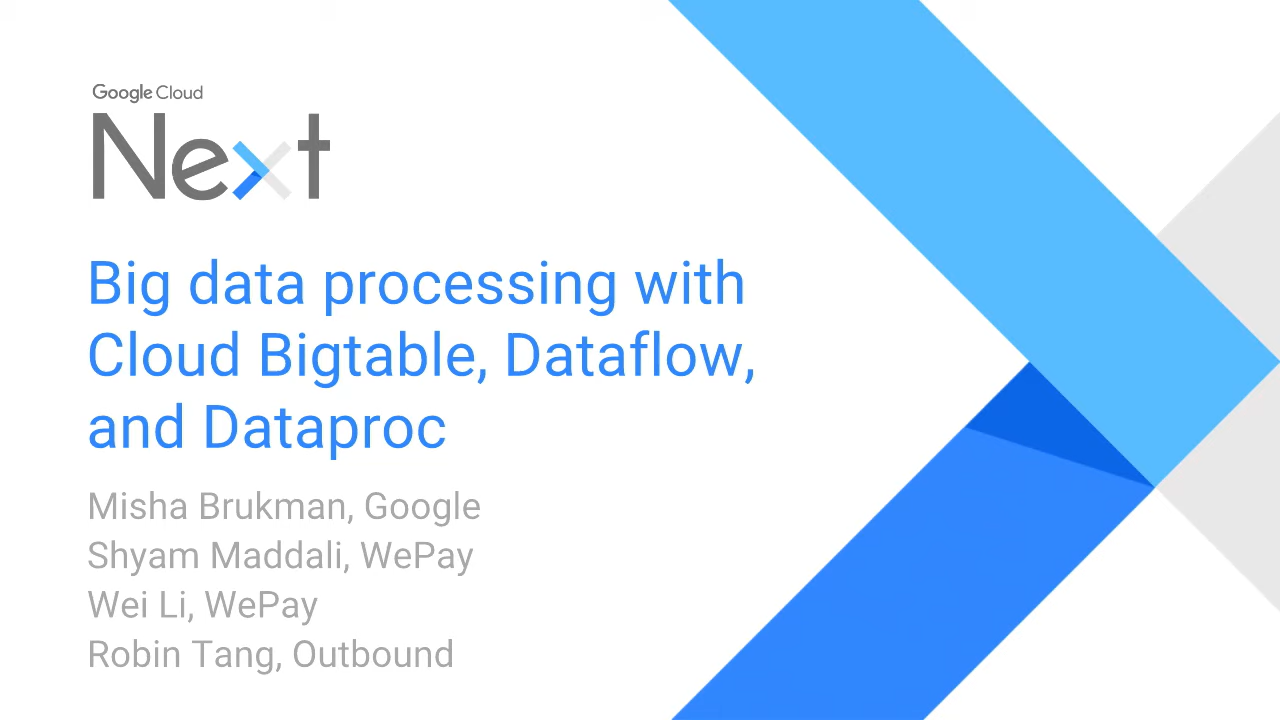 Google Cloud
Next
Big data processing with
Cloud Bigtable, Dataflow,
and Dataproc
Misha Brukman, Google
Shyam Maddali, WePay
Wei Li, WePay
Robin Tang, Outbound